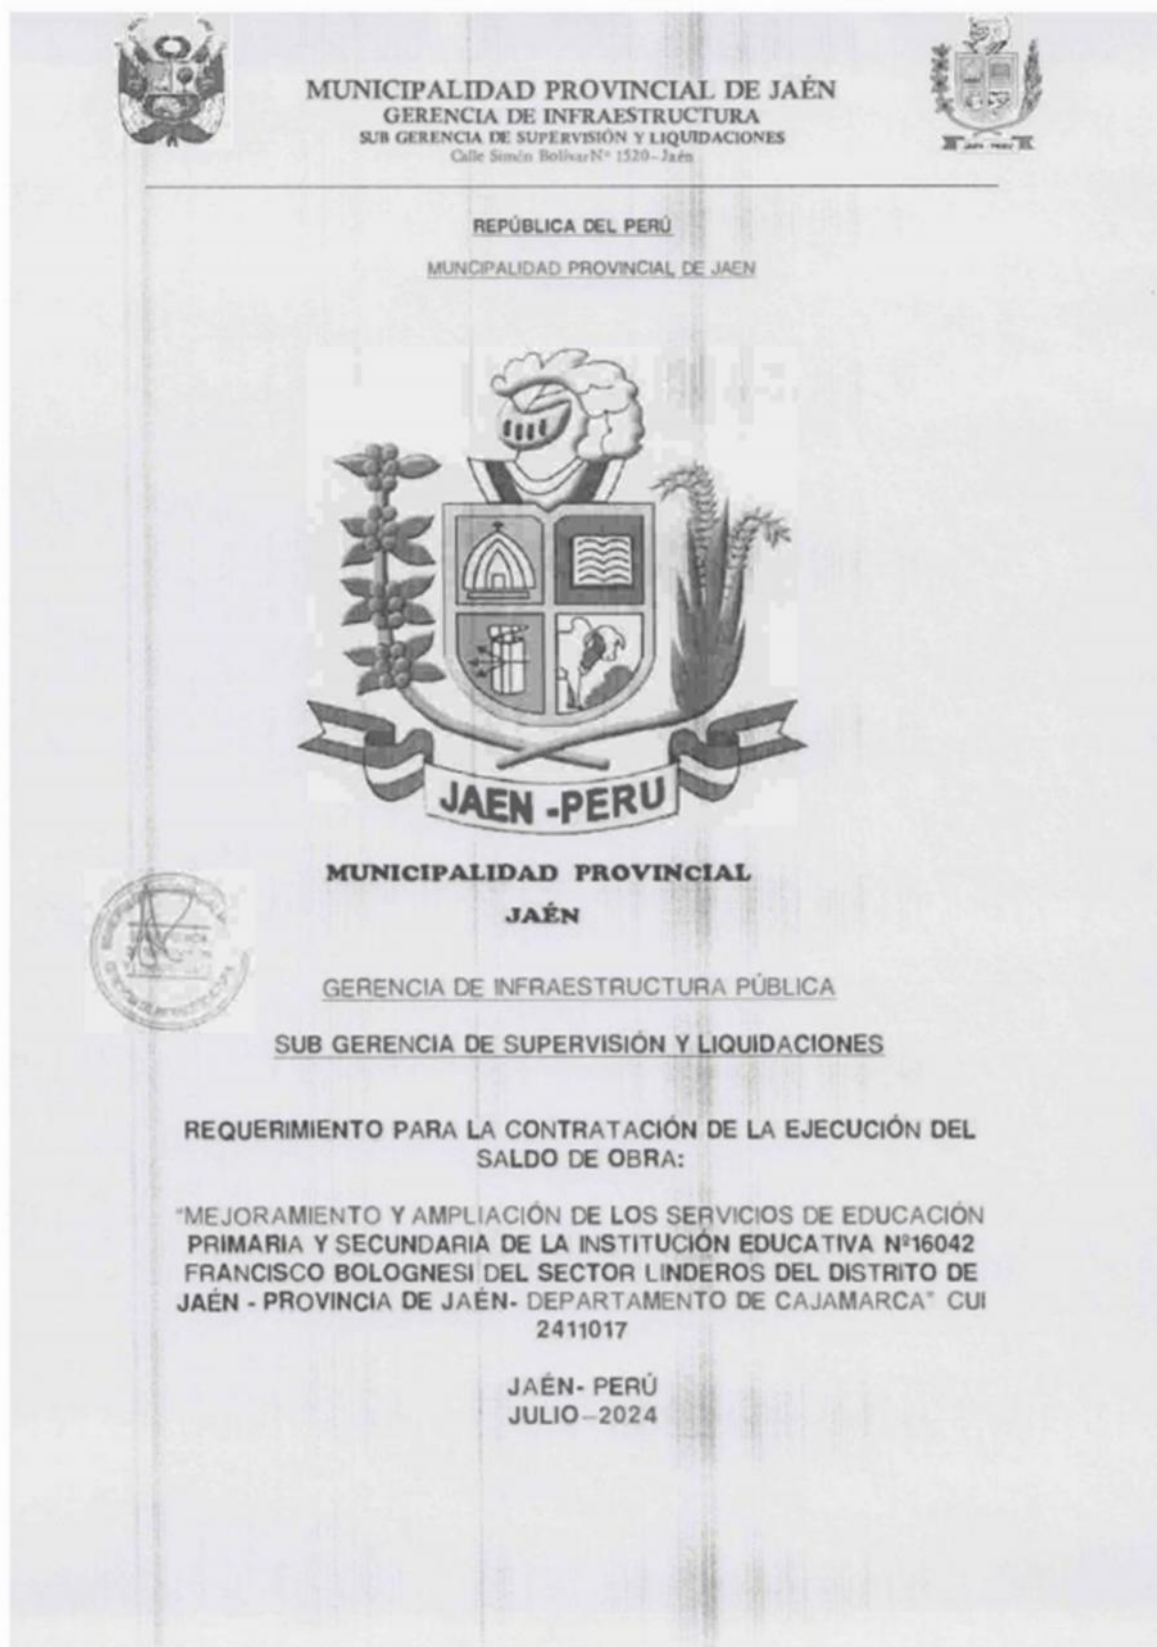 MUNICIPALIDAD PROVINCIAL DE JAÉN
GERENCIA DE INFRAESTRUCTURA
SUB GERENCIA DE SUPERVISIÓN Y LIQUIDACIONES
Calle Simón Bolívar Nº 1520-Jaén
JAEN - PERU
REPÚBLICA DEL PERÚ
MUNCIPALIDAD PROVINCIAL DE JAEN
JAEN -PERU
MUNICIPALIDAD PROVINCIAL
JAÉN
GERENCIA DE INFRAESTRUCTURA PÚBLICA
SUB GERENCIA DE SUPERVISIÓN Y LIQUIDACIONES
REQUERIMIENTO PARA LA CONTRATACIÓN DE LA EJECUCIÓN DEL
SALDO DE OBRA:
"MEJORAMIENTO Y AMPLIACIÓN DE LOS SERVICIOS DE EDUCACIÓN
PRIMARIA Y SECUNDARIA DE LA INSTITUCIÓN EDUCATIVA Nº16042
FRANCISCO BOLOGNESI DEL SECTOR LINDEROS DEL DISTRITO DE
JAÉN - PROVINCIA DE JAÉN- DEPARTAMENTO DE CAJAMARCA" CUI
2411017
JAÉN- PERÚ
JULIO-2024